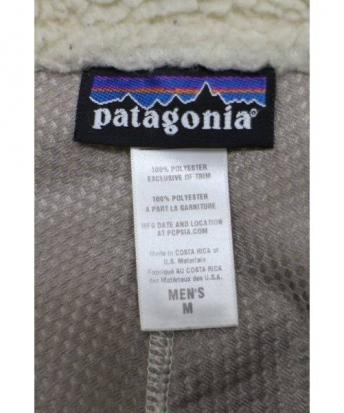 patagonia®
100% POLYESTER
EXCLUSIVE OF TRIM
100% POLYESTER
A PART LA GARNITURE
MFG DATE AND LOCATION
AT PCPSIA.COM
Made in COSTA RICA of
U.S. Materials
Fabriqué AU COSTA RICA
des Matériaux des U.S.A.
MEN'S
M